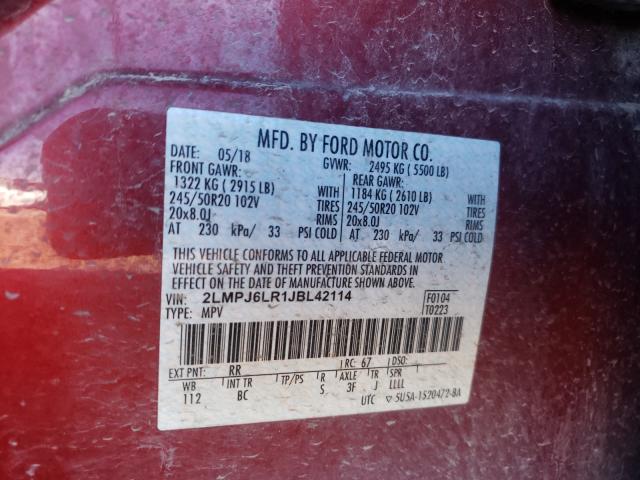 MFD. BY FORD MOTOR CO.
DATE: 05/18 GVWR: 2495 KG ( 5500 LB)
FRONT GAWR: REAR GAWR:
1322 KG ( 2915 LB) 1184 KG ( 2610 LB)
245/50R20 102V TIRES 245/50R20 102V TIRES
20x8.0J RIMS 20x8.0J RIMS
AT 230 kPa/ 33 PSI COLD AT 230 kPa/ 33 PSI COLD
THIS VEHICLE CONFORMS TO ALL APPLICABLE FEDERAL MOTOR
VEHICLE SAFETY AND THEFT PREVENTION STANDARDS IN
EFFECT ON THE DATE OF MANUFACTURE SHOWN ABOVE.
VIN: 2LMPJ6LR1JBL42114 F0104
TYPE: MPV T0223
EXT PNT: RR RC: 67 DSO:
WB INT TR TP/PS R AXLE TR SPR
112 BC S 3F J LLLL
UTC ▽ 5USA-1520472-BA